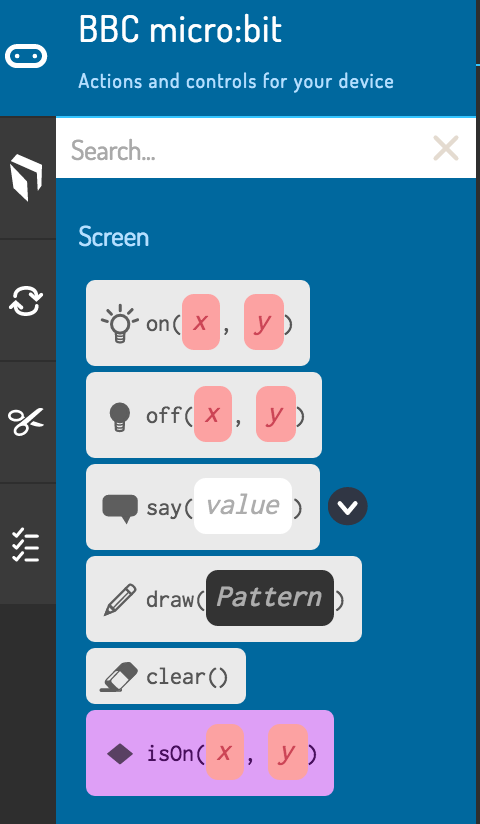 BBC micro:bit
Actions and controls for your device
Search...
Screen
on(x, y)
off(x, y)
say(value)
draw(Pattern)
clear()
isOn(x, y)